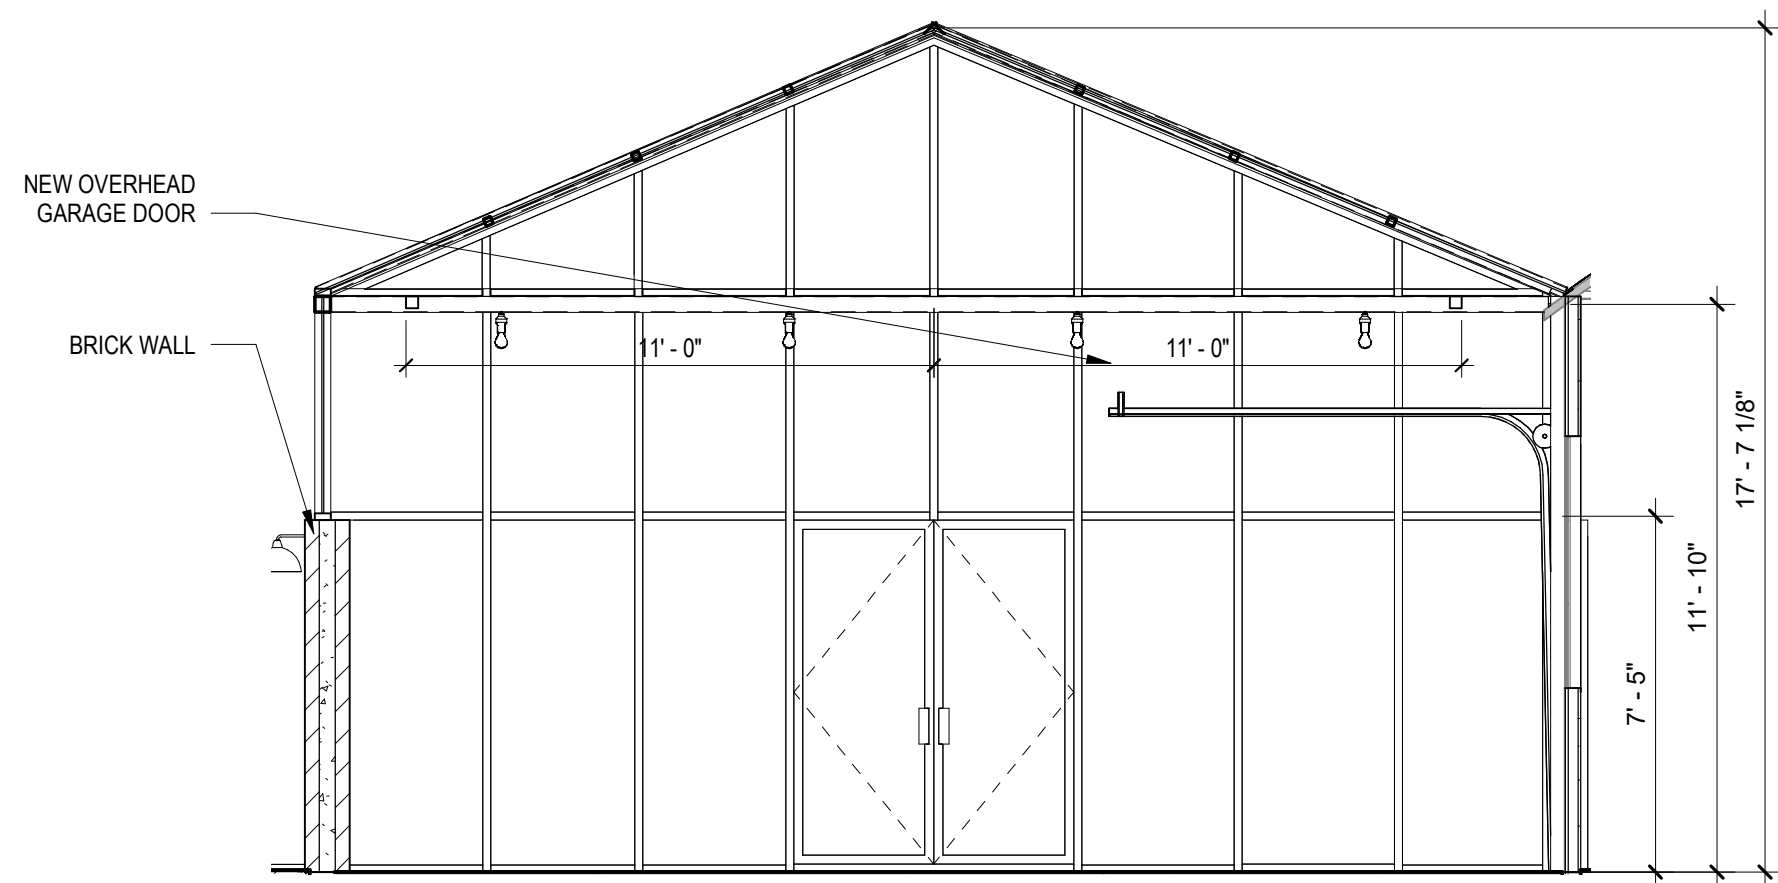 NEW OVERHEAD
GARAGE DOOR
BRICK WALL
11' - 0"
11' - 0"
7' - 5"
11' - 10"
17' - 7 1/8"